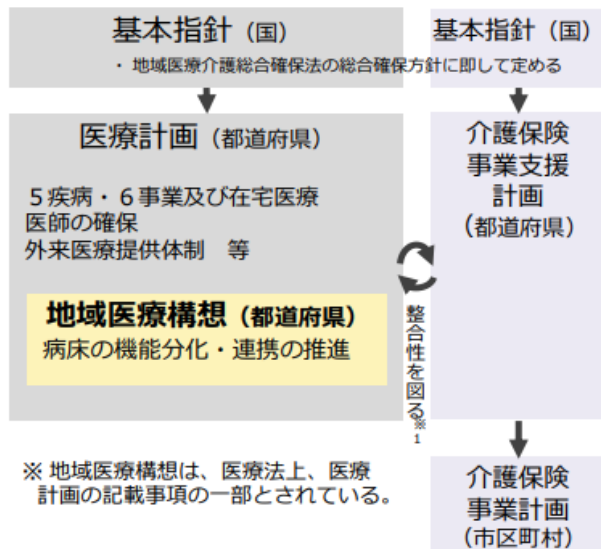 基本指針（国）
・ 地域医療介護総合確保法の総合確保方針に即して定める
医療計画（都道府県）
５疾病・６事業及び在宅医療
医師の確保
外来医療提供体制　等
地域医療構想（都道府県）
病床の機能分化・連携の推進
※ 地域医療構想は、医療法上、医療
計画の記載事項の一部とされている。
整合性を図る※1
基本指針（国）
介護保険
事業支援
計画
（都道府県）
介護保険
事業計画
（市区町村）